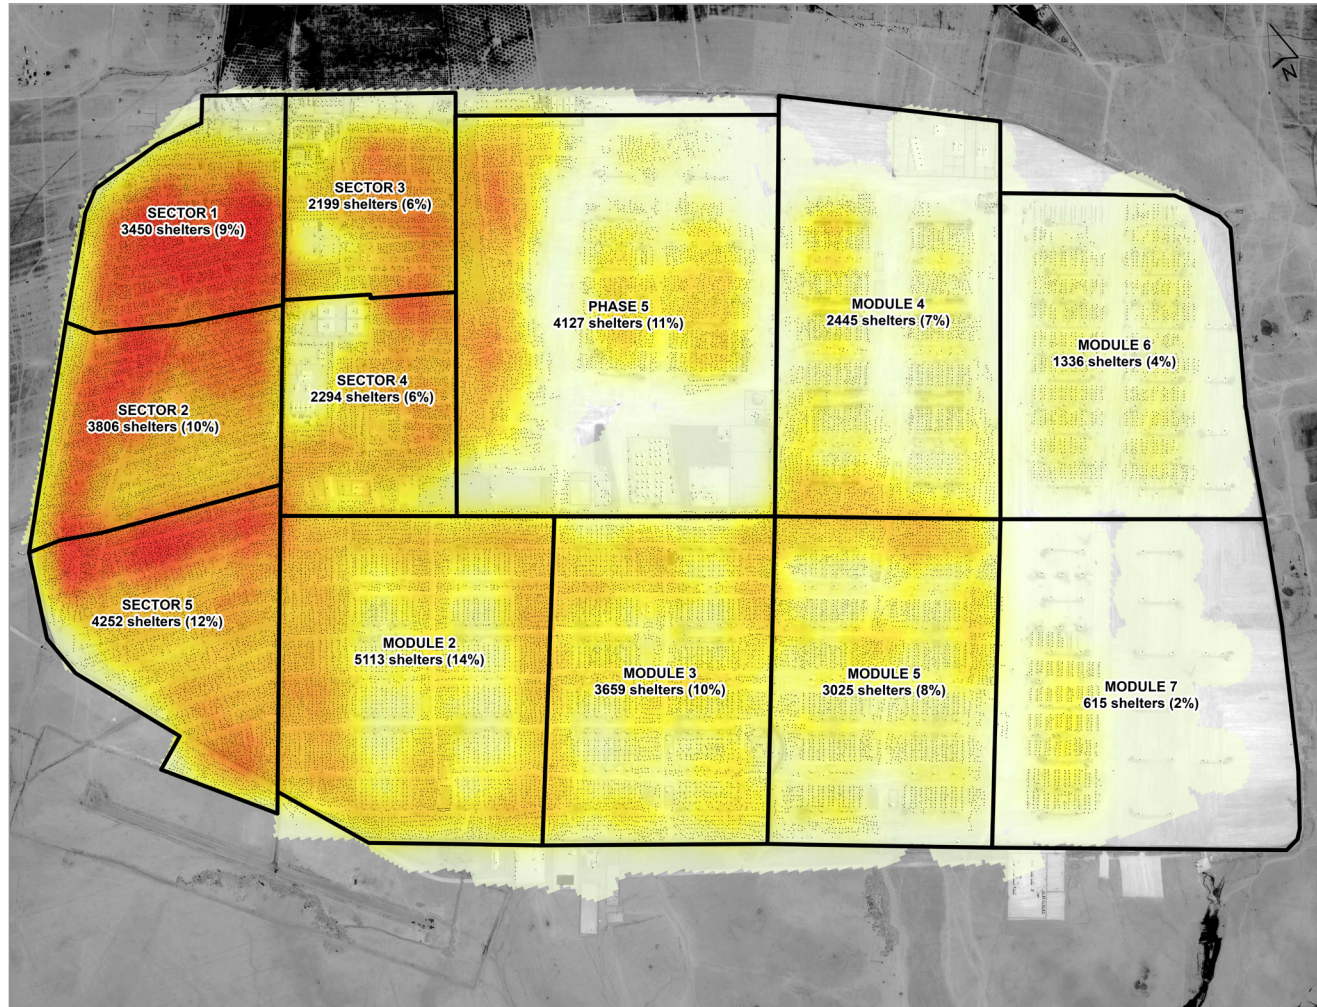 N
SECTOR 1
3450 shelters (9%)
SECTOR 3
2199 shelters (6%)
PHASE 5
4127 shelters (11%)
MODULE 4
2445 shelters (7%)
MODULE 6
1336 shelters (4%)
SECTOR 2
3806 shelters (10%)
SECTOR 4
2294 shelters (6%)
SECTOR 5
4252 shelters (12%)
MODULE 2
5113 shelters (14%)
MODULE 3
3659 shelters (10%)
MODULE 5
3025 shelters (8%)
MODULE 7
615 shelters (2%)